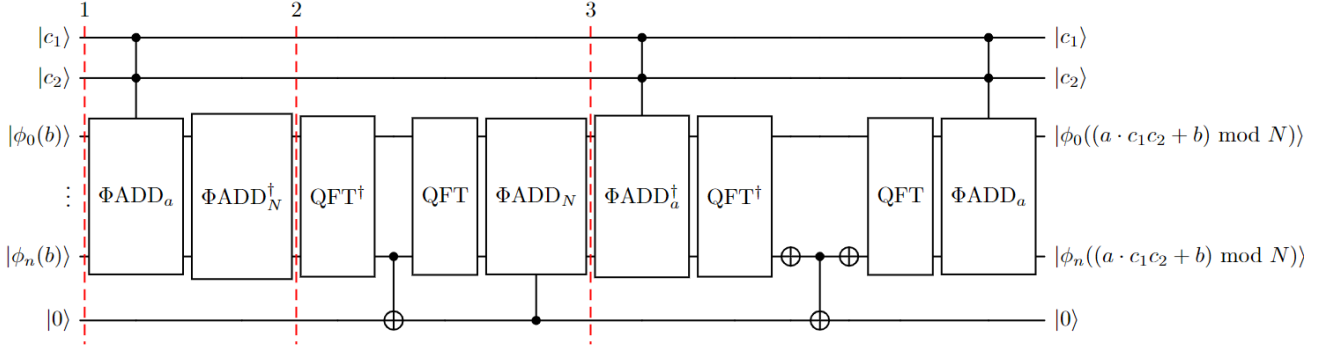 1 2 3
|c₁⟩ |c₁⟩
|c₂⟩ |c₂⟩
|ϕ₀(b)⟩ |ϕ₀((a · c₁c₂ + b) mod N)⟩
⋮ ΦADDₐ ΦADD†_N QFT† QFT ΦADD_N ΦADD†ₐ QFT† QFT ΦADDₐ
|ϕₙ(b)⟩ |ϕₙ((a · c₁c₂ + b) mod N)⟩
|0⟩ |0⟩